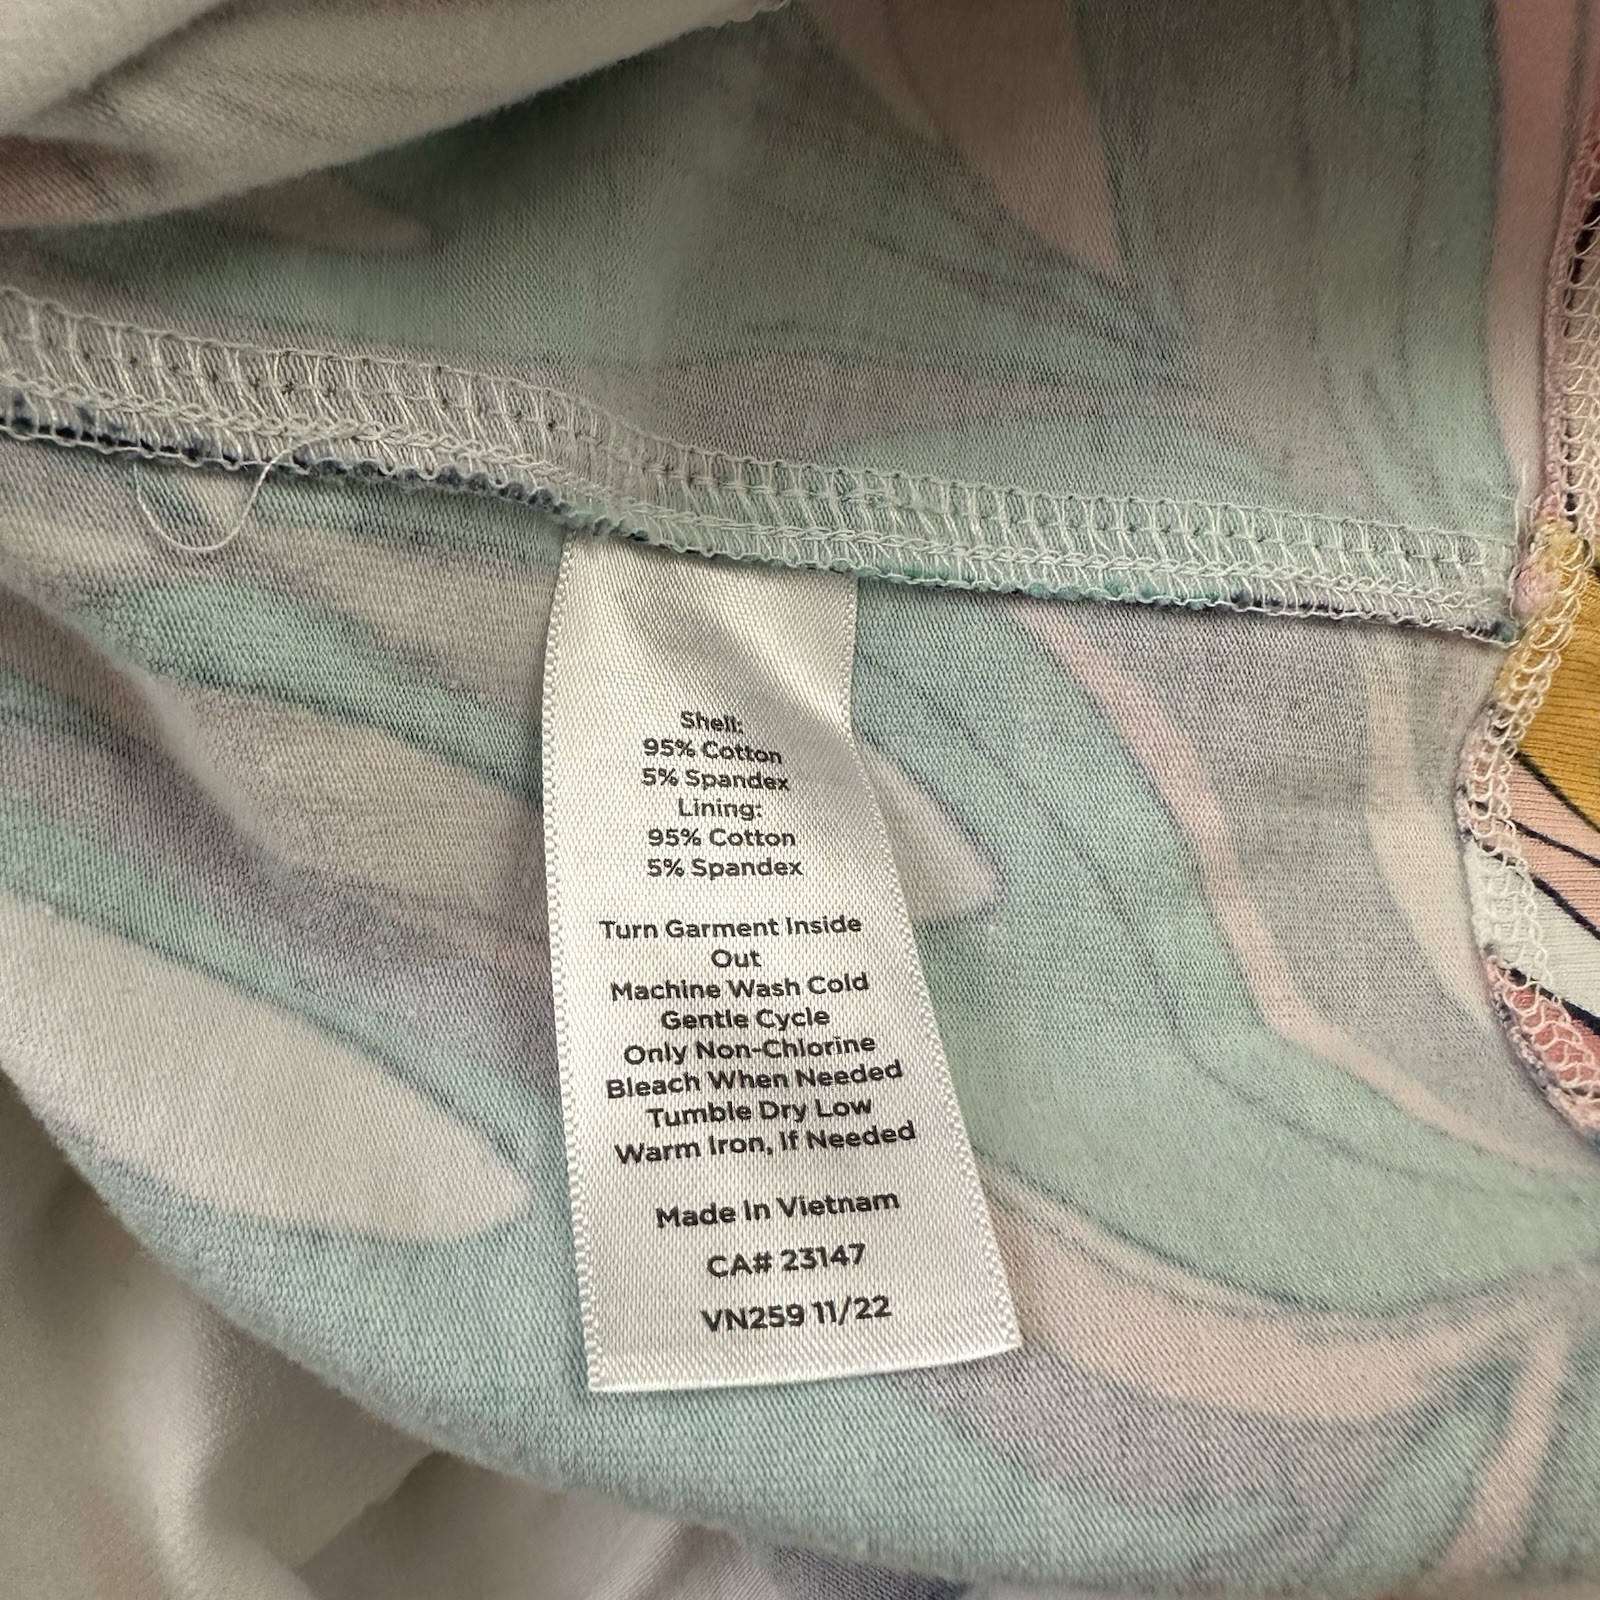 Shell:
95% Cotton
5% Spandex
Lining:
95% Cotton
5% Spandex
Turn Garment Inside
Out
Machine Wash Cold
Gentle Cycle
Only Non-Chlorine
Bleach When Needed
Tumble Dry Low
Warm Iron, If Needed
Made In Vietnam
CA# 23147
VN259 11/22